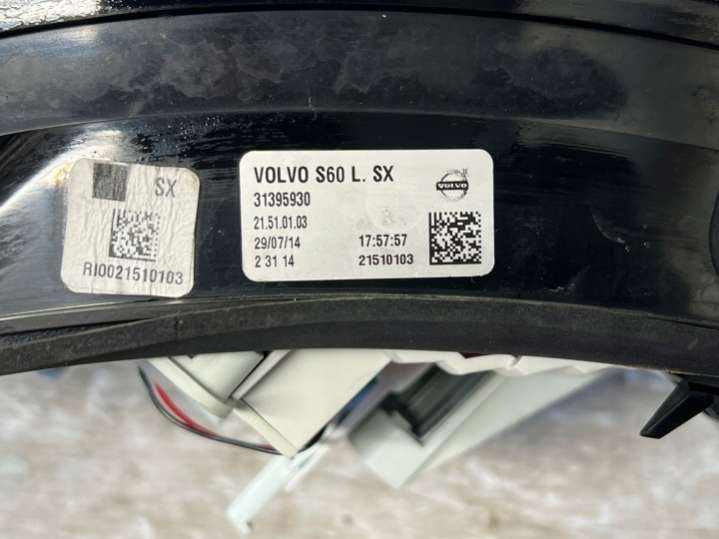 SX
RI0021510103
VOLVO S60 L. SX
31395930
21.51.01.03
29/07/14 17:57:57
2 31 14 21510103
VOLVO